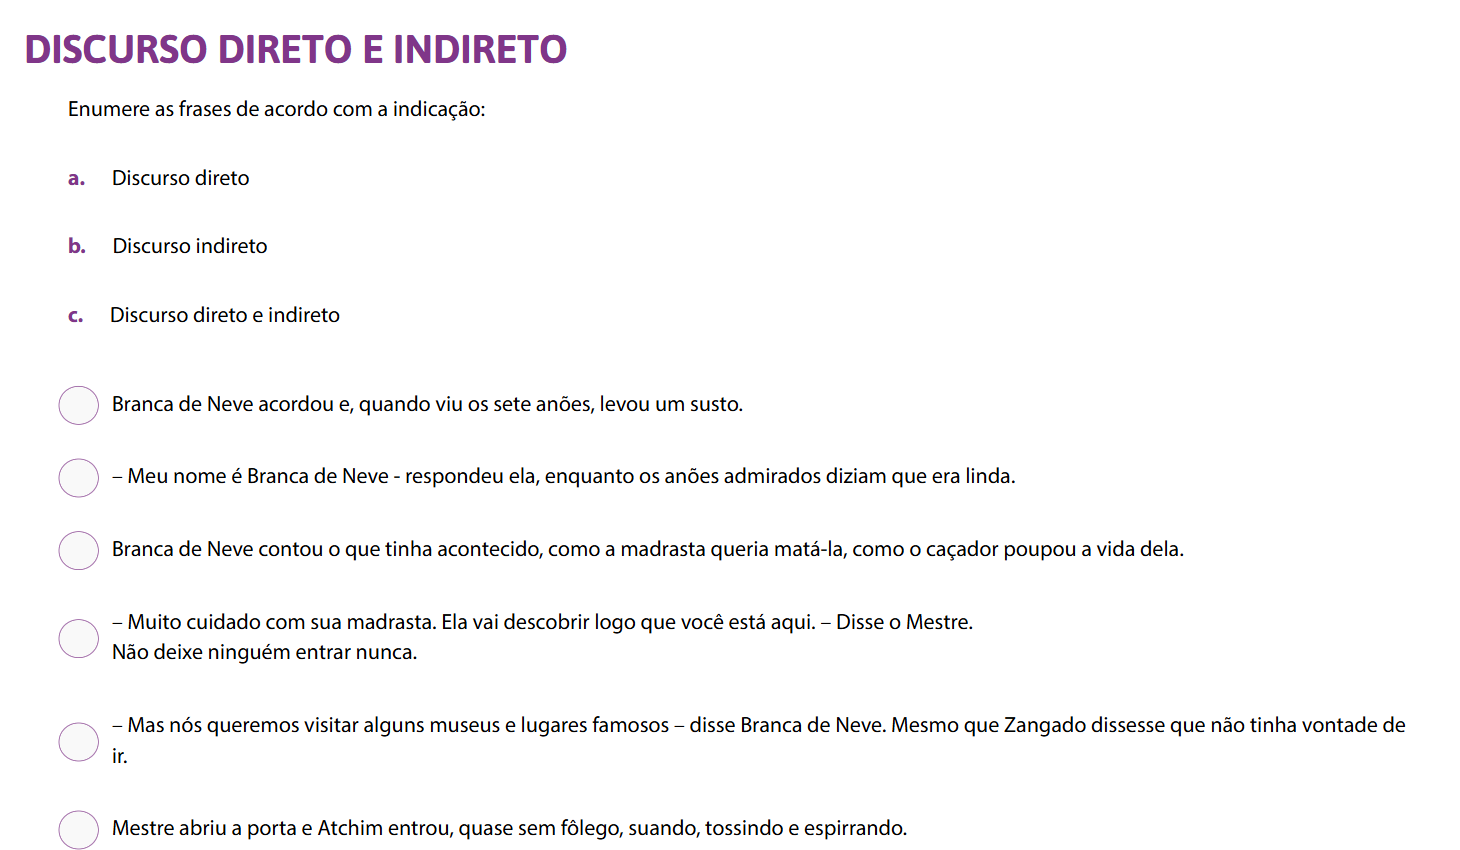 DISCURSO DIRETO E INDIRETO
Enumere as frases de acordo com a indicação:
a. Discurso direto
b. Discurso indireto
c. Discurso direto e indireto
Branca de Neve acordou e, quando viu os sete anões, levou um susto.
– Meu nome é Branca de Neve - respondeu ela, enquanto os anões admirados diziam que era linda.
Branca de Neve contou o que tinha acontecido, como a madrasta queria matá-la, como o caçador poupou a vida dela.
– Muito cuidado com sua madrasta. Ela vai descobrir logo que você está aqui. – Disse o Mestre.
Não deixe ninguém entrar nunca.
– Mas nós queremos visitar alguns museus e lugares famosos – disse Branca de Neve. Mesmo que Zangado dissesse que não tinha vontade de
ir.
Mestre abriu a porta e Atchim entrou, quase sem fôlego, suando, tossindo e espirrando.